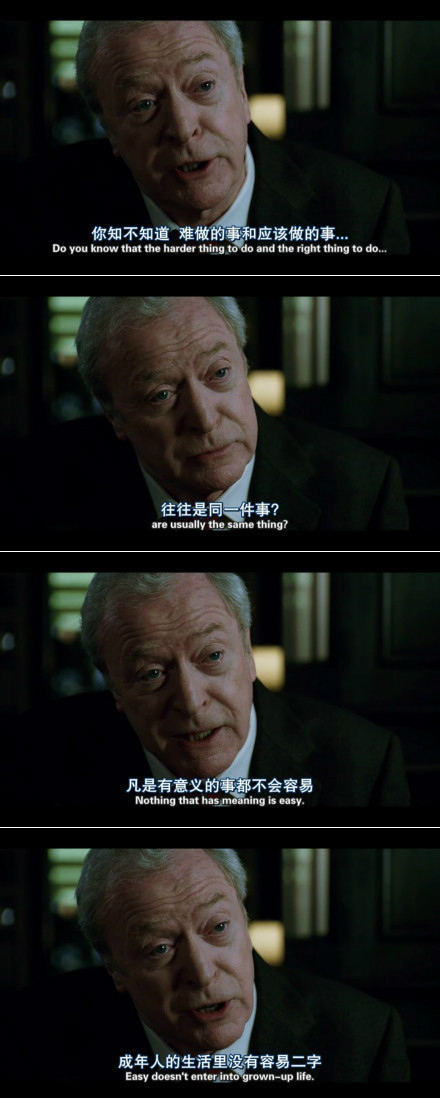 你知不知道 难做的事和应该做的事...
Do you know that the harder thing to do and the right thing to do...
往往是同一件事?
are usually the same thing?
凡是有意义的事都不会容易
Nothing that has meaning is easy.
成年人的生活里没有容易二字
Easy doesn't enter into grown-up life.